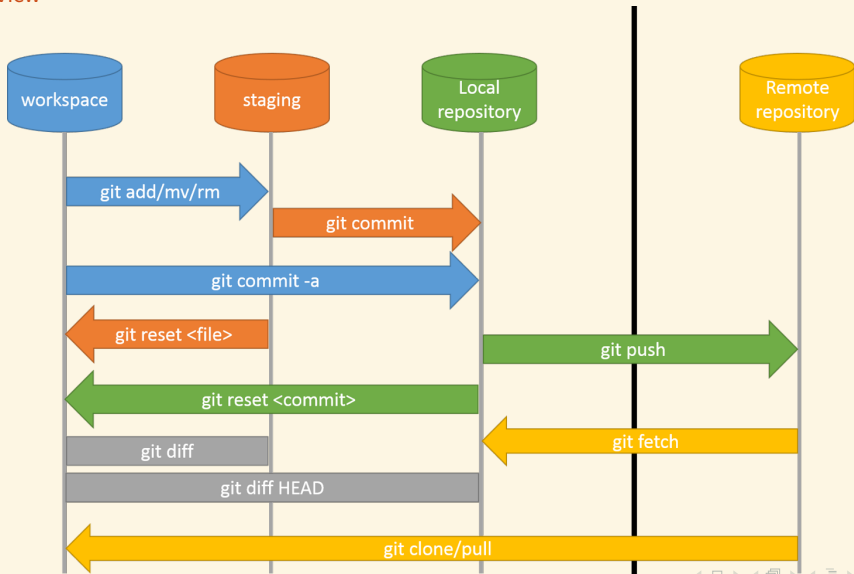 workspace
staging
Local
repository
Remote
repository
git add/mv/rm
git commit
git commit -a
git reset <file>
git push
git reset <commit>
git fetch
git diff
git diff HEAD
git clone/pull